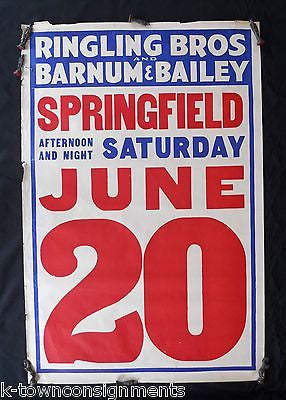 RINGLING BROS
AND
BARNUM & BAILEY
SPRINGFIELD
AFTERNOON
AND NIGHT SATURDAY
JUNE
20
k-townconsignments